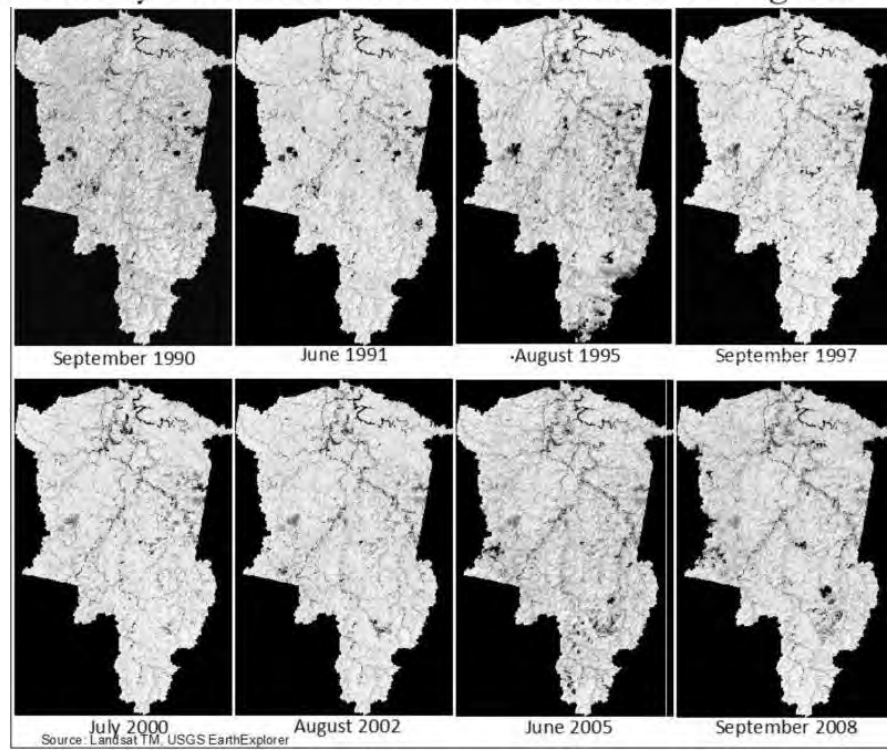 September 1990
June 1991
.August 1995
September 1997
July 2000
August 2002
June 2005
September 2008
Source: Landsat TM, USGS EarthExplorer